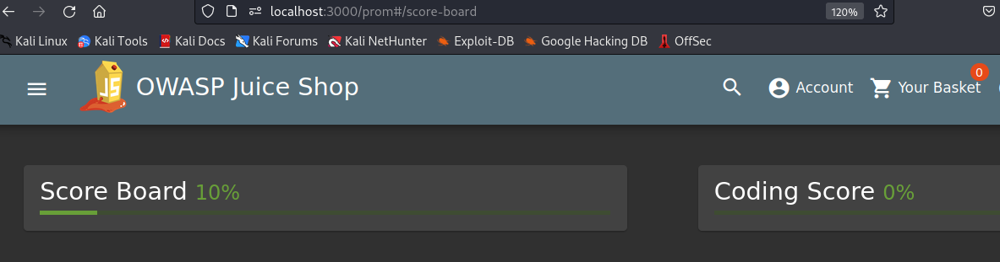 localhost:3000/prom#/score-board 120%
Kali Linux Kali Tools Kali Docs Kali Forums Kali NetHunter Exploit-DB Google Hacking DB OffSec
JS OWASP Juice Shop Account Your Basket 0
Score Board 10% Coding Score 0%